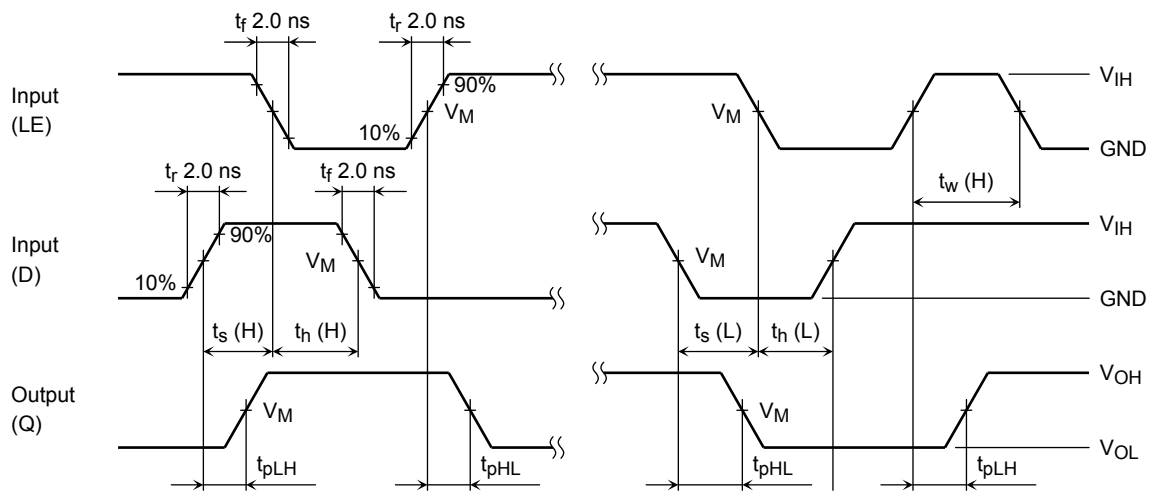 tf 2.0 ns
tr 2.0 ns
Input
(LE)
90%
VM
10%
VM
VIH
GND
tw (H)
tr 2.0 ns
tf 2.0 ns
Input
(D)
90%
VM
10%
VM
VIH
GND
ts (H)
th (H)
ts (L)
th (L)
Output
(Q)
VM
VM
VOH
VOL
tpLH
tpHL
tpHL
tpLH